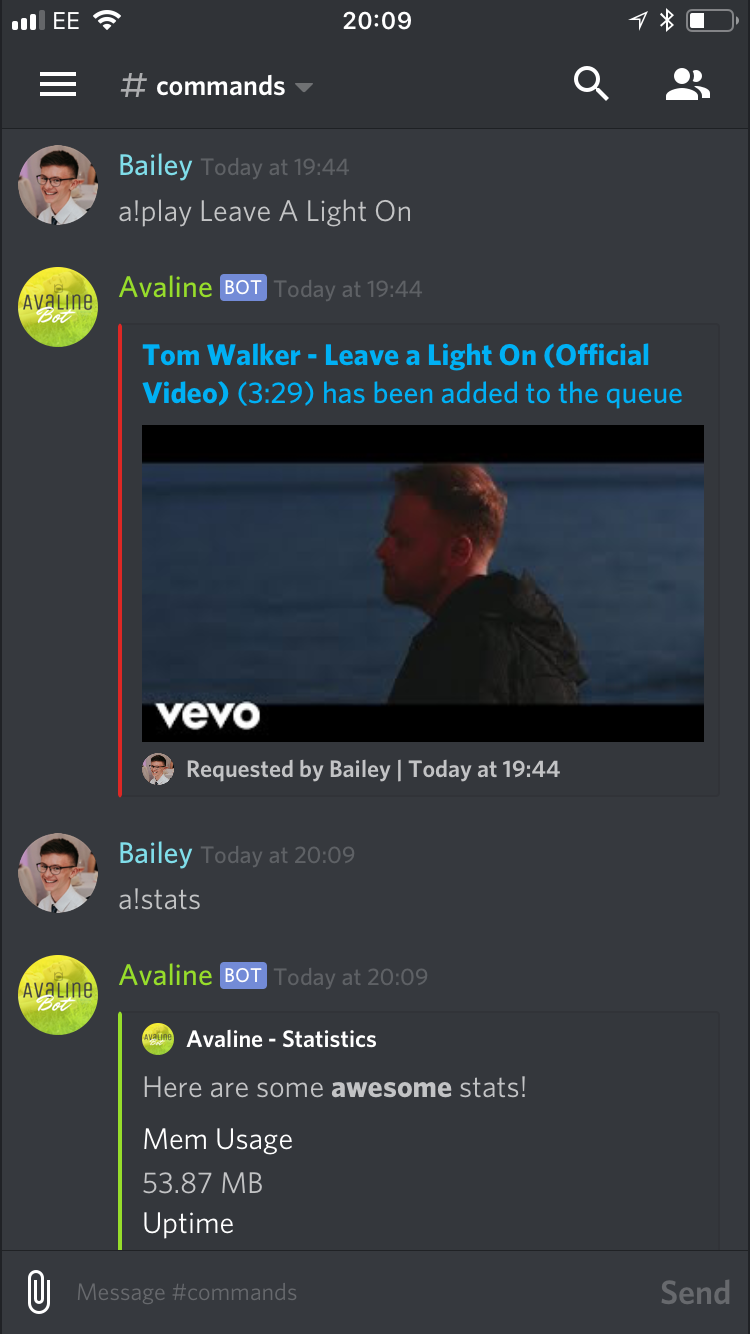 EE 20:09
# commands
Bailey Today at 19:44
a!play Leave A Light On
Avaline BOT Today at 19:44
AVALINE
Bot
Tom Walker - Leave a Light On (Official
Video) (3:29) has been added to the queue
vevo
Requested by Bailey | Today at 19:44
Bailey Today at 20:09
a!stats
Avaline BOT Today at 20:09
AVALINE
Bot
AVALINE
Bot
Avaline - Statistics
Here are some awesome stats!
Mem Usage
53.87 MB
Uptime
Message #commands Send